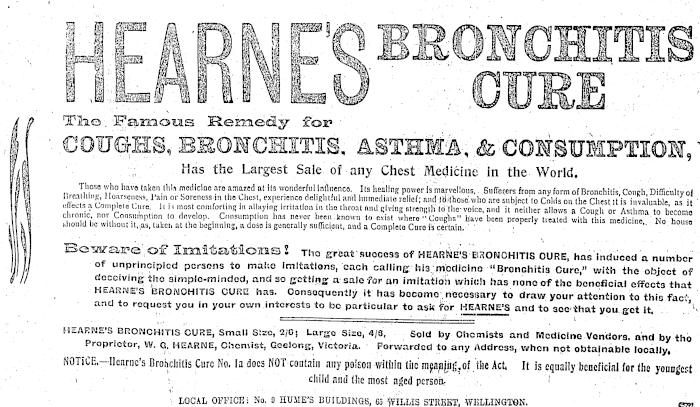 HEARNE'S BRONCHITIS
CURE
The Famous Remedy for
COUGHS, BRONCHITIS, ASTHMA, & CONSUMPTION,
Has the Largest Sale of any Chest Medicine in the World.
Those who have taken this medicine are amazed at its wonderful influence. Its healing power is marvellous. Sufferers from any form of Bronchitis, Cough, Difficulty of
Breathing, Hoarseness, Pain or Soreness in the Chest, experience delightful and immediate relief; and to those who are subject to Colds on the Chest it is invaluable, as it
effects a Complete Cure. It is most comforting in allaying irritation in the throat and giving strength to the voice, and it neither allows a Cough or Asthma to become
chronic, nor Consumption to develop. Consumption has never been known to exist where "Coughs" have been properly treated with this medicine. No house
should be without it, as, taken at the beginning, a dose is generally sufficient, and a Complete Cure is certain.
Beware of Imitations! The great success of HEARNE'S BRONCHITIS CURE, has induced a number
of unprincipled persons to make imitations, each calling his medicine "Bronchitis Cure," with the object of
deceiving the simple-minded, and so getting a sale for an imitation which has none of the beneficial effects that
HEARNE'S BRONCHITIS CURE has. Consequently it has become necessary to draw your attention to this fact,
and to request you in your own interests to be particular to ask for HEARNE'S and to see that you get it.
HEARNE'S BRONCHITIS CURE, Small Size, 2/6; Large Size, 4/6. Sold by Chemists and Medicine Vendors, and by the
Proprietor, W. G. HEARNE, Chemist, Geelong, Victoria. Forwarded to any Address, when not obtainable locally.
NOTICE.—Hearne's Bronchitis Cure No. 1a does NOT contain any poison within the meaning of the Act. It is equally beneficial for the youngest
child and the most aged person.
LOCAL OFFICE: No. 9 HUME'S BUILDINGS, 65 WILLIS STREET, WELLINGTON.